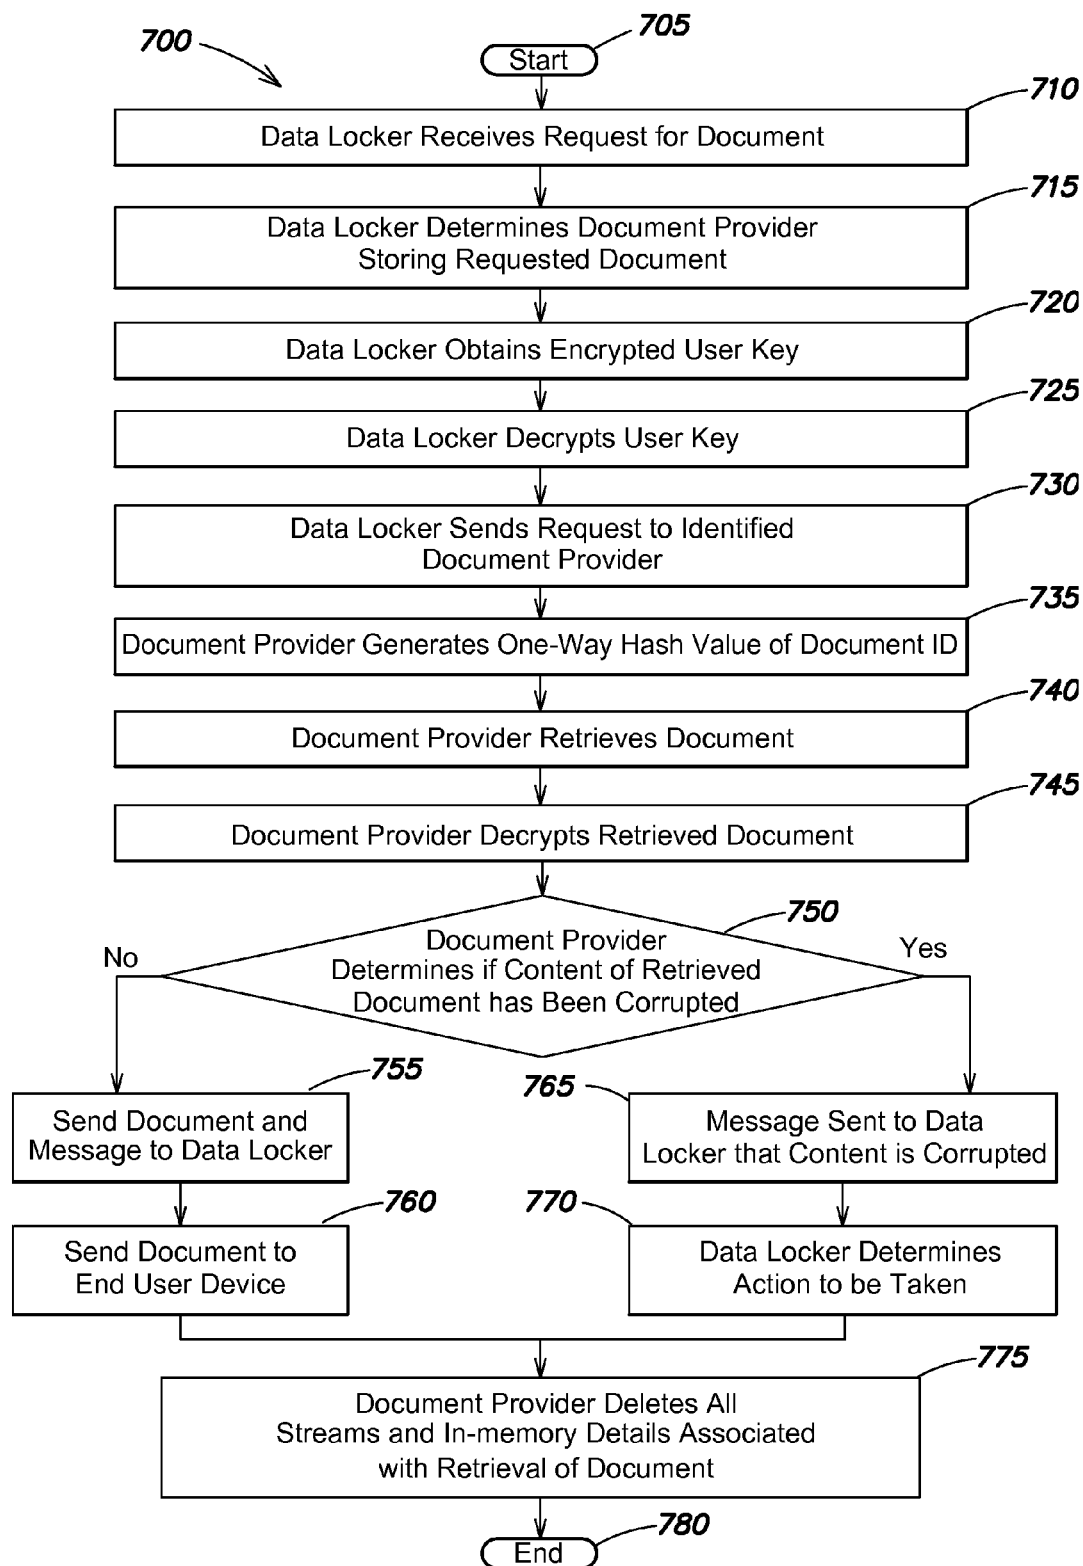 700
705
Start
710
Data Locker Receives Request for Document
715
Data Locker Determines Document Provider
Storing Requested Document
720
Data Locker Obtains Encrypted User Key
725
Data Locker Decrypts User Key
730
Data Locker Sends Request to Identified
Document Provider
735
Document Provider Generates One-Way Hash Value of Document ID
740
Document Provider Retrieves Document
745
Document Provider Decrypts Retrieved Document
750
Document Provider
Determines if Content of Retrieved
Document has Been Corrupted
No
Yes
755
Send Document and
Message to Data Locker
765
Message Sent to Data
Locker that Content is Corrupted
760
Send Document to
End User Device
770
Data Locker Determines
Action to be Taken
775
Document Provider Deletes All
Streams and In-memory Details Associated
with Retrieval of Document
780
End